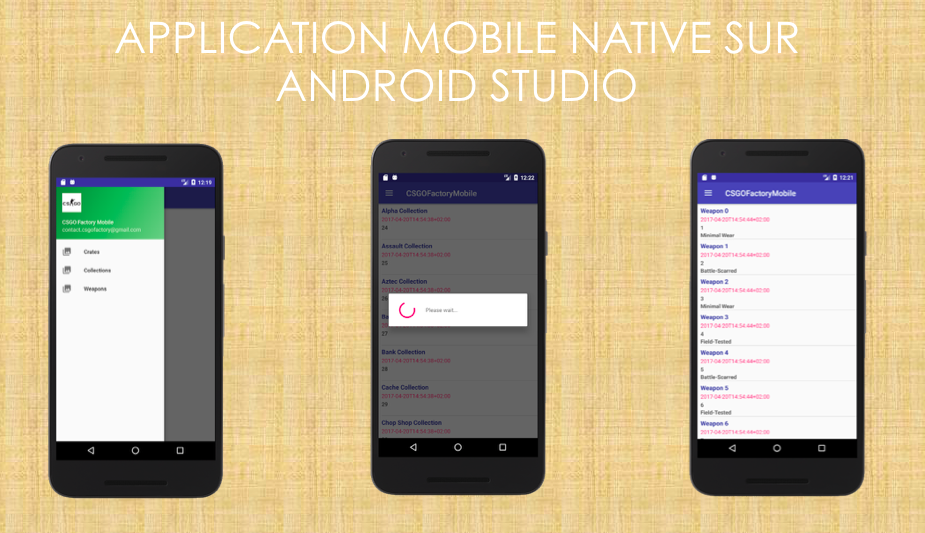 APPLICATION MOBILE NATIVE SUR
ANDROID STUDIO
12:19
CS GO
CSGO Factory Mobile
contact.csgofactory@gmail.com
Crates
Collections
Weapons
12:22
CSGOFactoryMobile
Alpha Collection
2017-04-20T14:54:38+02:00
24
Assault Collection
2017-04-20T14:54:38+02:00
25
Aztec Collection
2017-04-20T14:54:38+02:00
26
Please wait...
27
Bank Collection
2017-04-20T14:54:38+02:00
28
Cache Collection
2017-04-20T14:54:38+02:00
29
Chop Shop Collection
2017-04-20T14:54:38+02:00
12:21
CSGOFactoryMobile
Weapon 0
2017-04-20T14:54:44+02:00
1
Minimal Wear
Weapon 1
2017-04-20T14:54:44+02:00
2
Battle-Scarred
Weapon 2
2017-04-20T14:54:44+02:00
3
Minimal Wear
Weapon 3
2017-04-20T14:54:44+02:00
4
Field-Tested
Weapon 4
2017-04-20T14:54:44+02:00
5
Battle-Scarred
Weapon 5
2017-04-20T14:54:44+02:00
6
Field-Tested
Weapon 6
2017-04-20T14:54:44+02:00